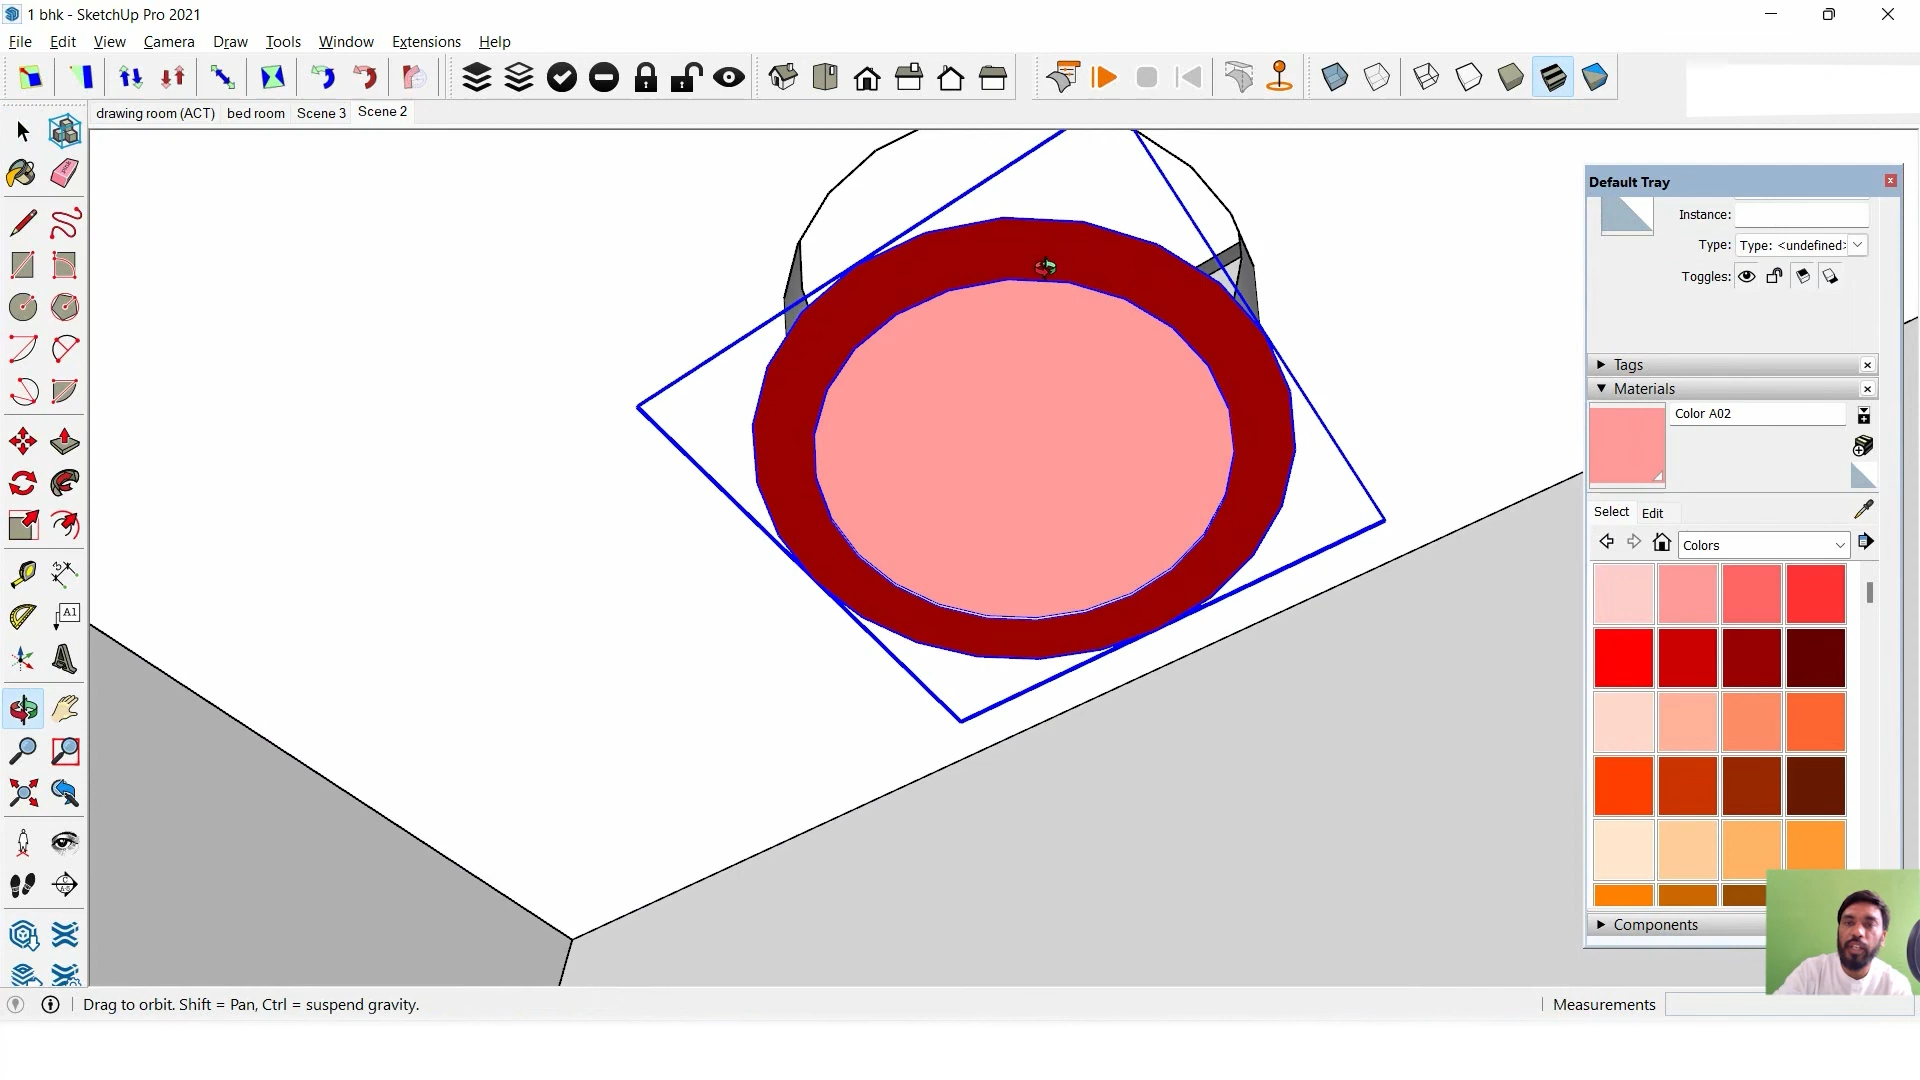 1 bhk - SketchUp Pro 2021
File Edit View Camera Draw Tools Window Extensions Help
drawing room (ACT) bed room Scene 3 Scene 2
Default Tray
Instance:
Type: Type: <undefined>
Toggles:
Tags
Materials
Color A02
Select Edit
Colors
Components
A1
Drag to orbit. Shift = Pan, Ctrl = suspend gravity.
Measurements